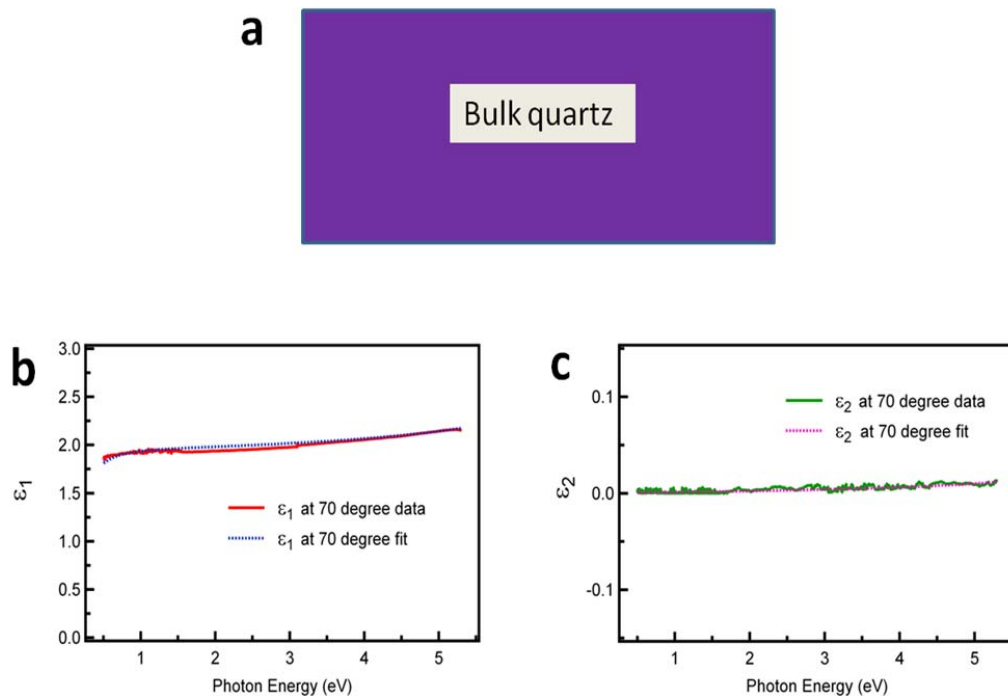 a
Bulk quartz
b
3.0
2.5
2.0
1.5
1.0
0.5
0.0
ε1
ε1 at 70 degree data
ε1 at 70 degree fit
1 2 3 4 5
Photon Energy (eV)
c
0.1
0.0
-0.1
ε2
ε2 at 70 degree data
ε2 at 70 degree fit
1 2 3 4 5
Photon Energy (eV)